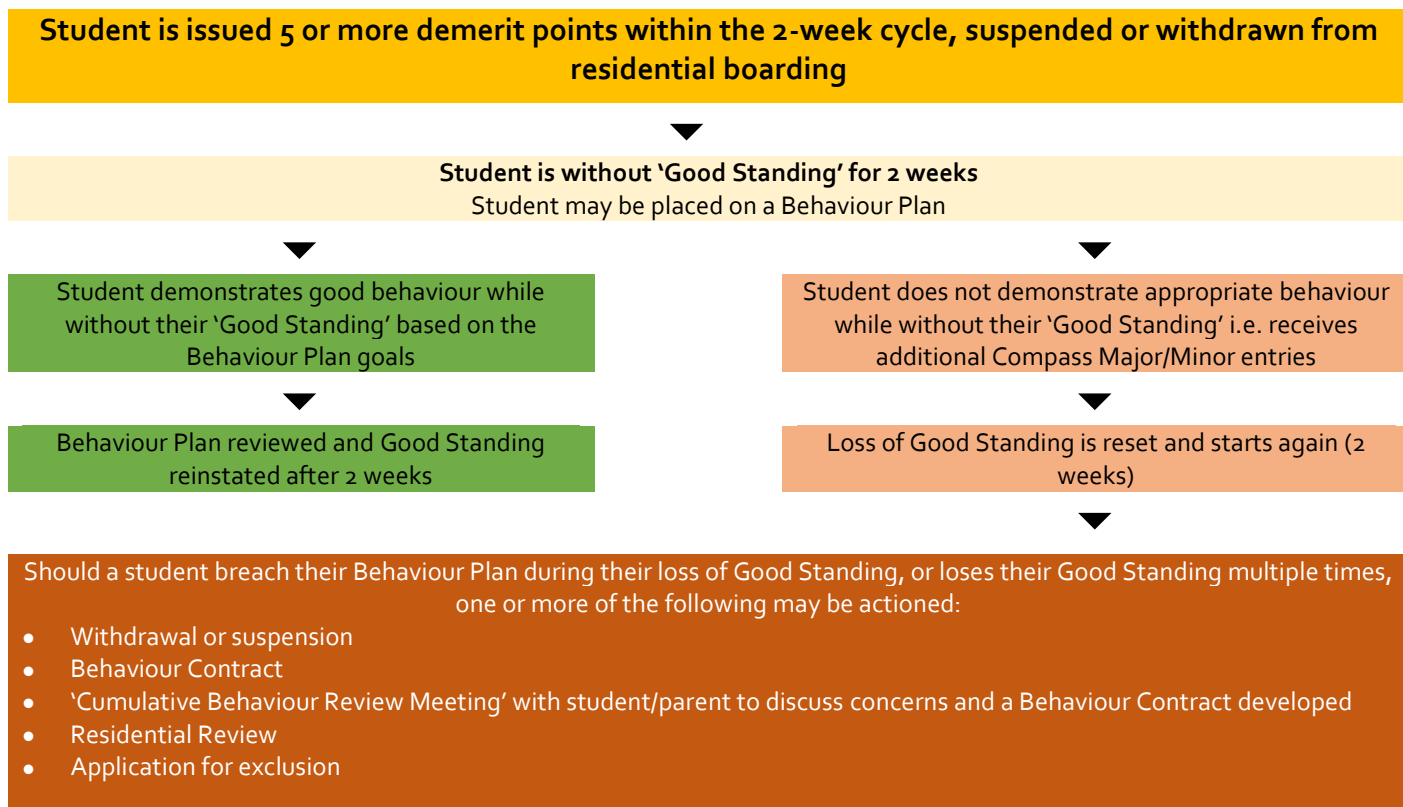 Student is issued 5 or more demerit points within the 2-week cycle, suspended or withdrawn from
residential boarding
Student is without ‘Good Standing’ for 2 weeks
Student may be placed on a Behaviour Plan
Student demonstrates good behaviour while
without their ‘Good Standing’ based on the
Behaviour Plan goals
Student does not demonstrate appropriate behaviour
while without their ‘Good Standing’ i.e. receives
additional Compass Major/Minor entries
Behaviour Plan reviewed and Good Standing
reinstated after 2 weeks
Loss of Good Standing is reset and starts again (2
weeks)
Should a student breach their Behaviour Plan during their loss of Good Standing, or loses their Good Standing multiple times,
one or more of the following may be actioned:
● Withdrawal or suspension
● Behaviour Contract
● ‘Cumulative Behaviour Review Meeting’ with student/parent to discuss concerns and a Behaviour Contract developed
● Residential Review
● Application for exclusion